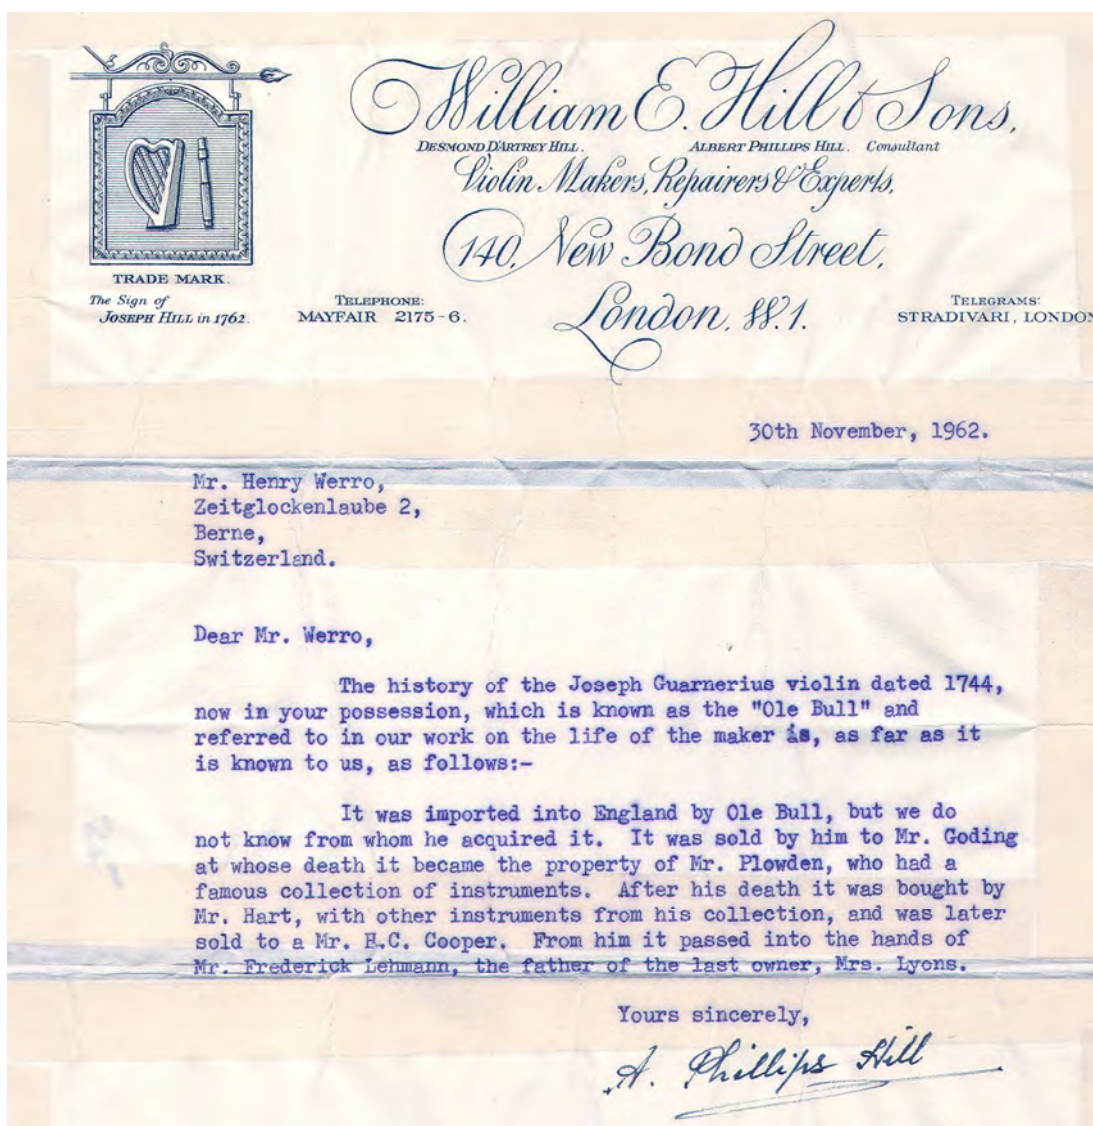 William E. Hill & Sons,
DESMOND D'ARTREY HILL. ALBERT PHILLIPS HILL. Consultant
Violin Makers, Repairers & Experts,
140, New Bond Street,
London. W.1.
TRADE MARK.
The Sign of
JOSEPH HILL in 1762.
TELEPHONE:
MAYFAIR 2175-6.
TELEGRAMS:
STRADIVARI, LONDON
30th November, 1962.
Mr. Henry Werro,
Zeitglockenlaube 2,
Berne,
Switzerland.
Dear Mr. Werro,
The history of the Joseph Guarnerius violin dated 1744,
now in your possession, which is known as the "Ole Bull" and
referred to in our work on the life of the maker is, as far as it
is known to us, as follows:-
It was imported into England by Ole Bull, but we do
not know from whom he acquired it. It was sold by him to Mr. Goding
at whose death it became the property of Mr. Plowden, who had a
famous collection of instruments. After his death it was bought by
Mr. Hart, with other instruments from his collection, and was later
sold to a Mr. H.C. Cooper. From him it passed into the hands of
Mr. Frederick Lehmann, the father of the last owner, Mrs. Lyons.
Yours sincerely,
A. Phillips Hill